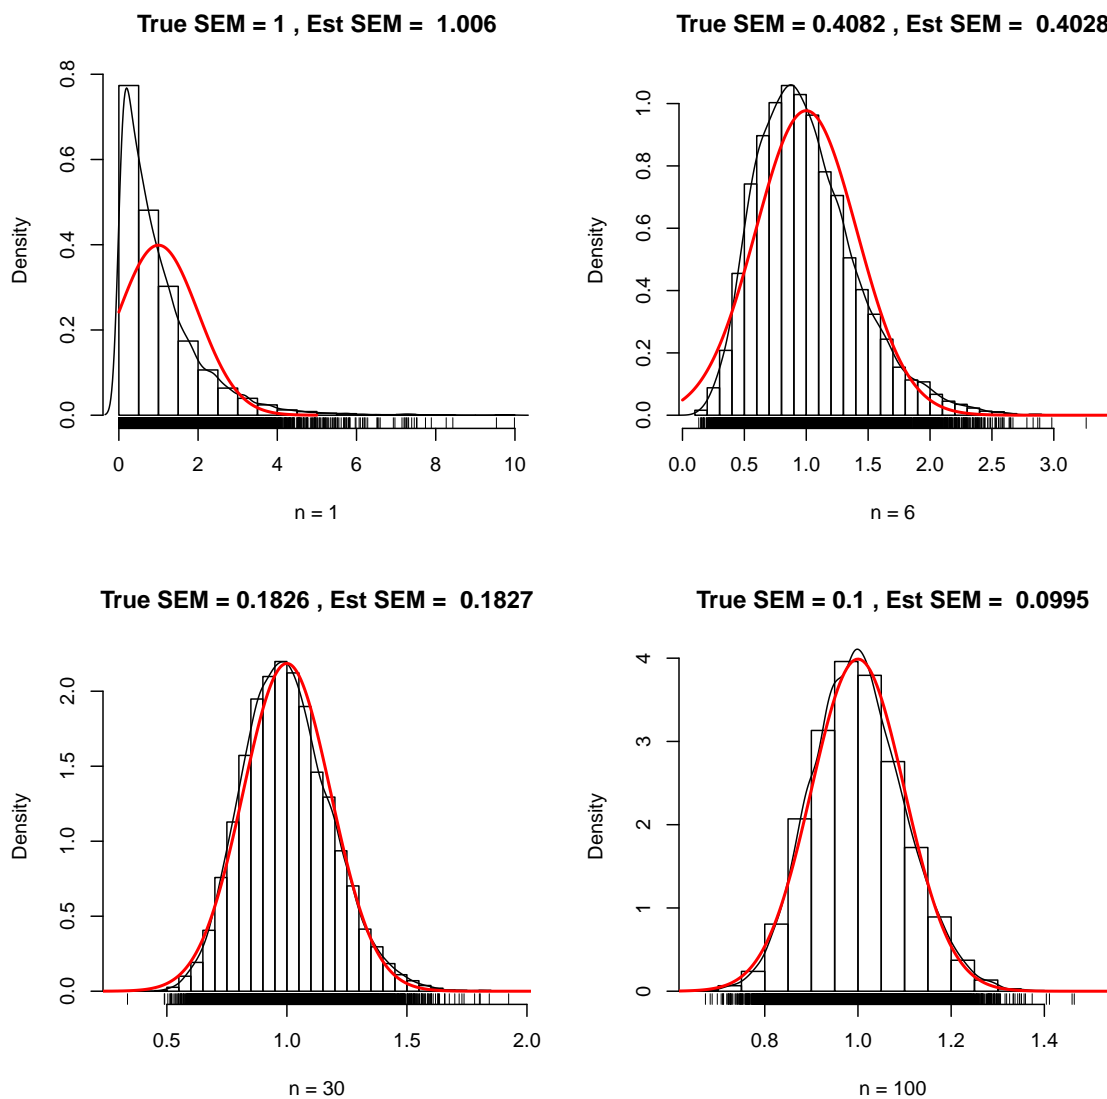 True SEM = 1 , Est SEM =  1.006
Density
0.0 0.2 0.4 0.6 0.8
0 2 4 6 8 10
n = 1
True SEM = 0.4082 , Est SEM =  0.4028
Density
0.0 0.2 0.4 0.6 0.8 1.0
0.0 0.5 1.0 1.5 2.0 2.5 3.0
n = 6
True SEM = 0.1826 , Est SEM =  0.1827
Density
0.0 0.5 1.0 1.5 2.0
0.5 1.0 1.5 2.0
n = 30
True SEM = 0.1 , Est SEM =  0.0995
Density
0 1 2 3 4
0.8 1.0 1.2 1.4
n = 100